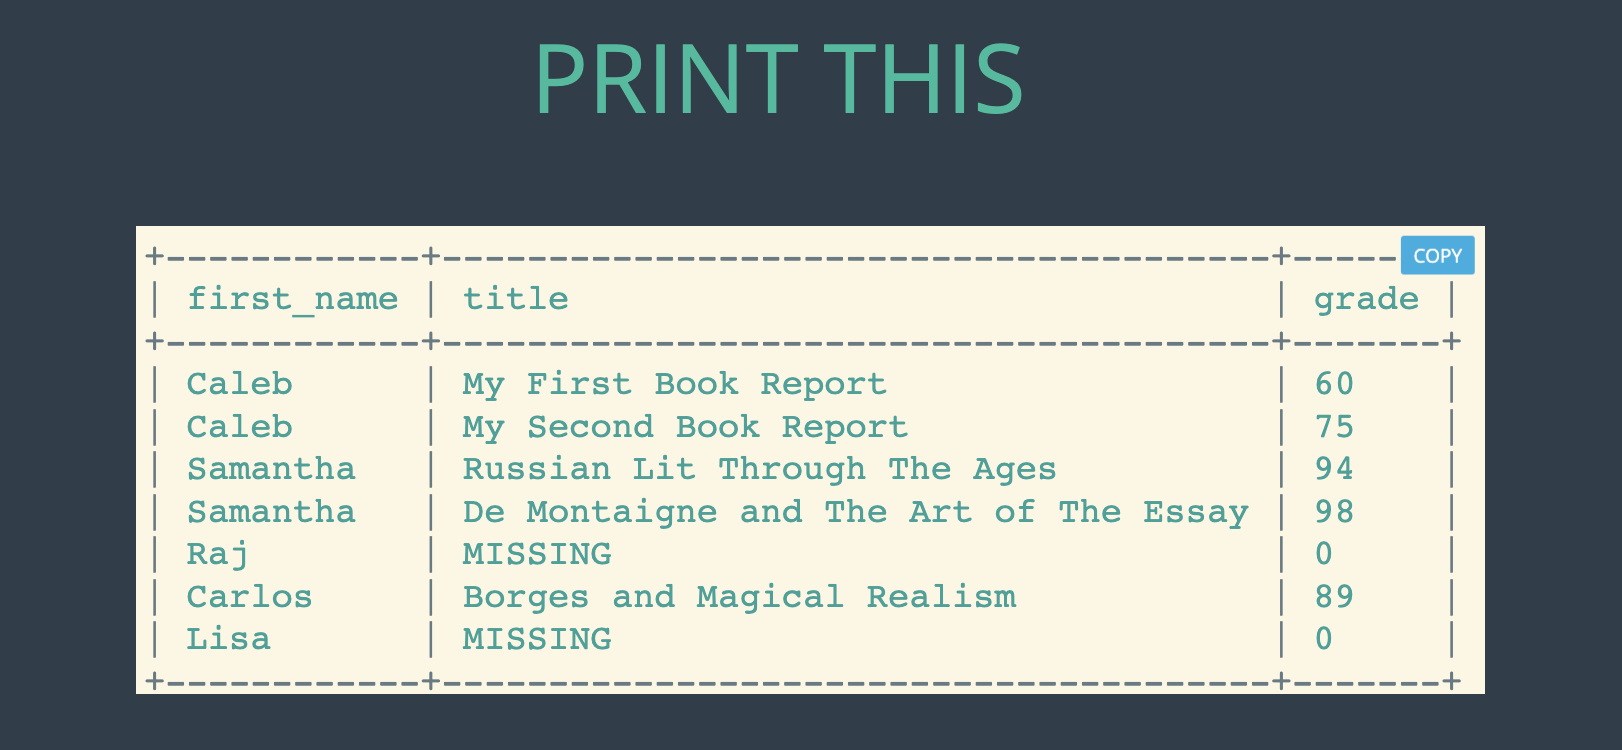 PRINT THIS
+------------+---------------------------------------+------ COPY
| first_name | title                                 | grade |
+------------+---------------------------------------+-------+
| Caleb      | My First Book Report                  | 60    |
| Caleb      | My Second Book Report                 | 75    |
| Samantha   | Russian Lit Through The Ages          | 94    |
| Samantha   | De Montaigne and The Art of The Essay | 98    |
| Raj        | MISSING                               | 0     |
| Carlos     | Borges and Magical Realism            | 89    |
| Lisa       | MISSING                               | 0     |
+------------+---------------------------------------+-------+